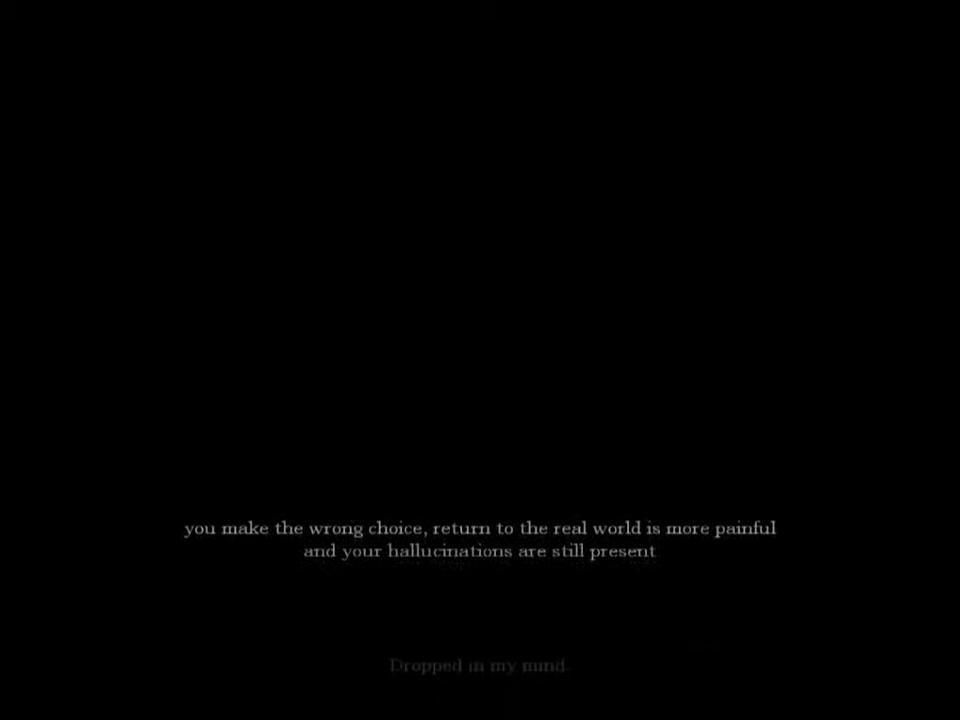 you make the wrong choice, return to the real world is more painful
and your hallucinations are still present
Dropped in my mind.